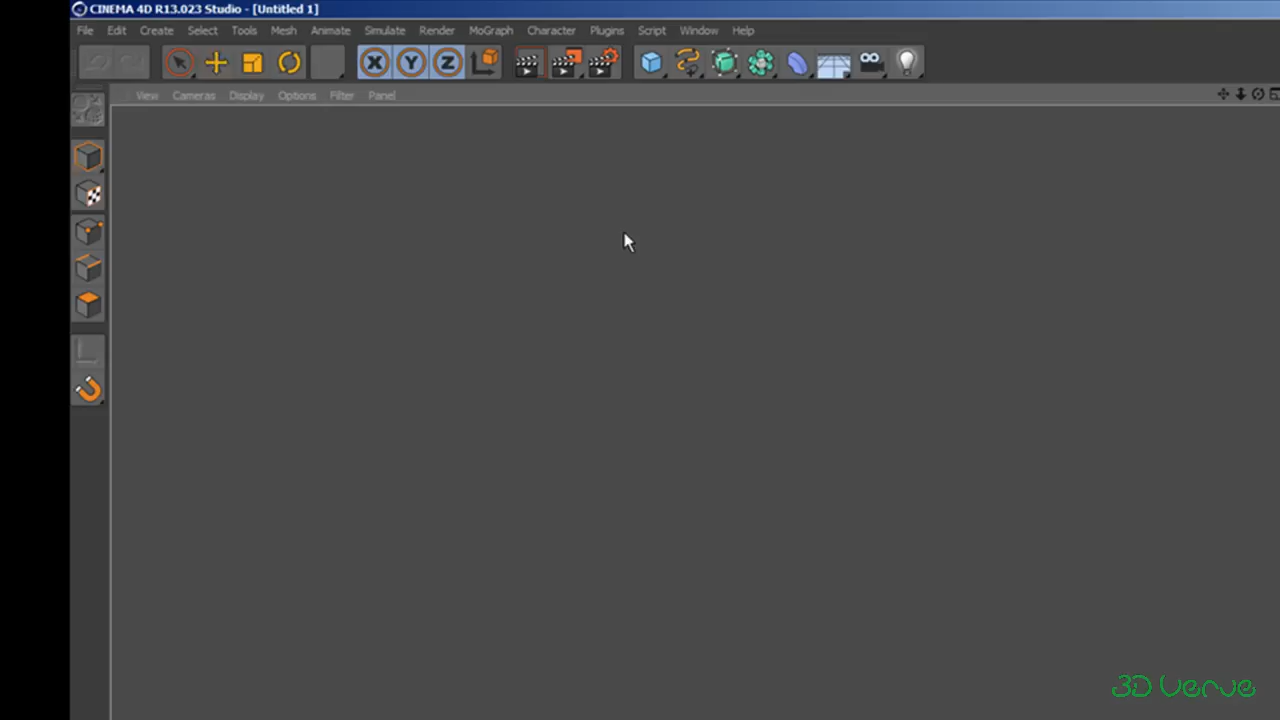 CINEMA 4D R13.023 Studio - [Untitled 1]
File Edit Create Select Tools Mesh Animate Simulate Render MoGraph Character Plugins Script Window Help
X Y Z
View Cameras Display Options Filter Panel
3D Verve